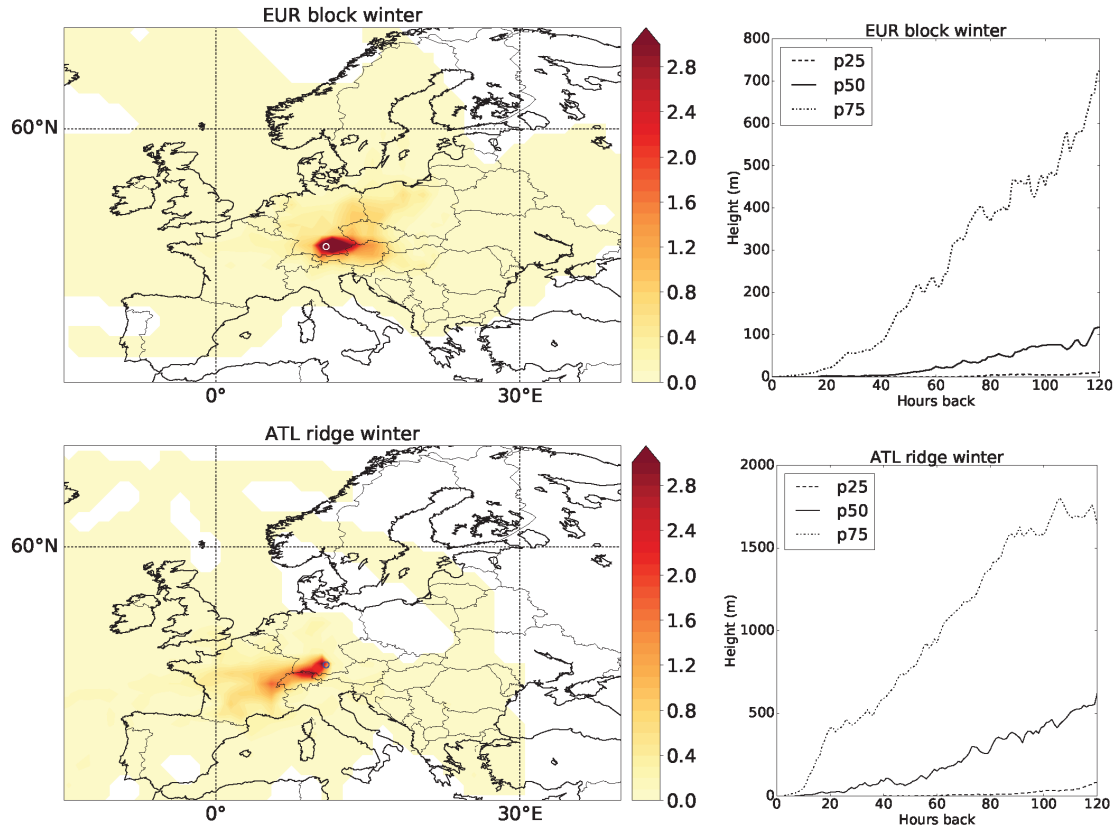 EUR block winter
60°N
0°
30°E
2.8
2.4
2.0
1.6
1.2
0.8
0.4
0.0
EUR block winter
p25
p50
p75
Height (m)
800
700
600
500
400
300
200
100
0
0
20
40
60
80
100
120
Hours back
ATL ridge winter
60°N
0°
30°E
2.8
2.4
2.0
1.6
1.2
0.8
0.4
0.0
ATL ridge winter
p25
p50
p75
Height (m)
2000
1500
1000
500
0
0
20
40
60
80
100
120
Hours back